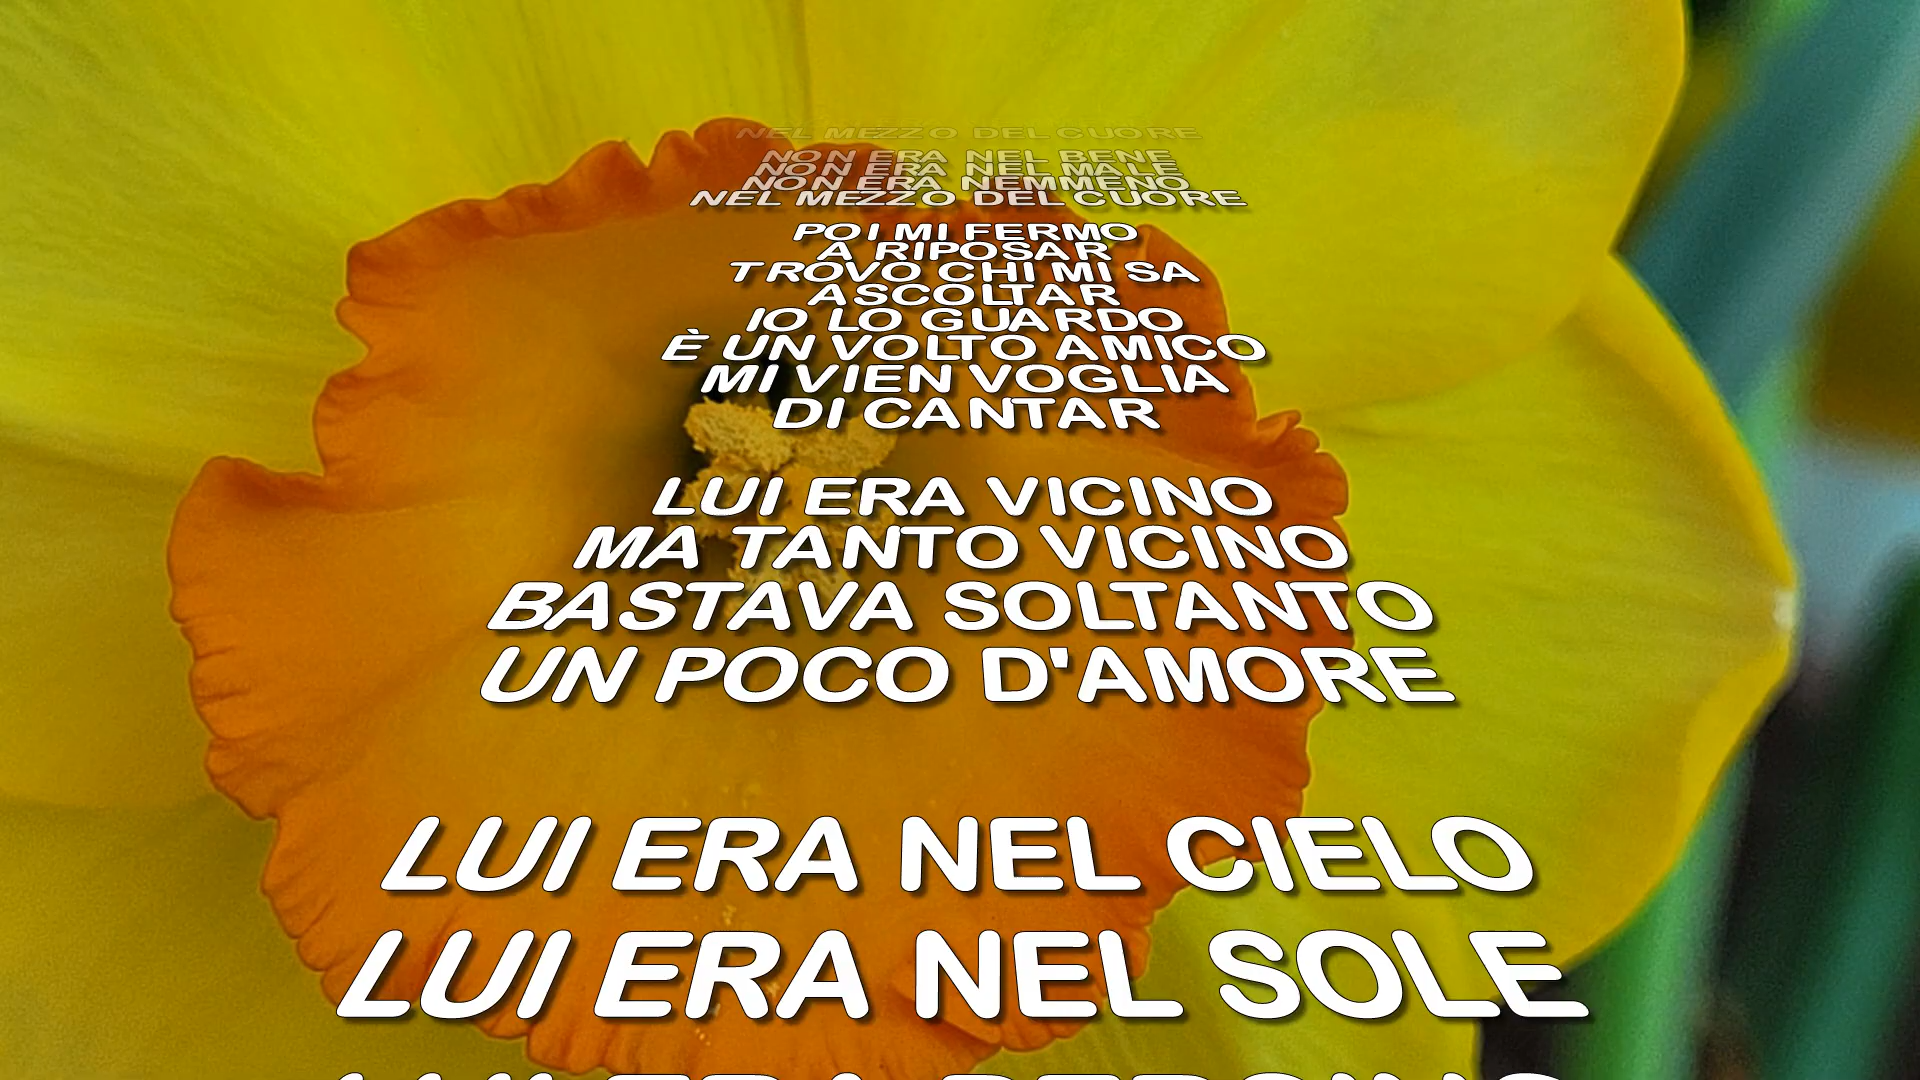 NEL MEZZO DEL CUORE
NON ERA NEL BENE
NON ERA NEL MALE
NON ERA NEMMENO
NEL MEZZO DEL CUORE
POI MI FERMO
A RIPOSAR
TROVO CHI MI SA
ASCOLTAR
IO LO GUARDO
È UN VOLTO AMICO
MI VIEN VOGLIA
DI CANTAR
LUI ERA VICINO
MA TANTO VICINO
BASTAVA SOLTANTO
UN POCO D'AMORE
LUI ERA NEL CIELO
LUI ERA NEL SOLE